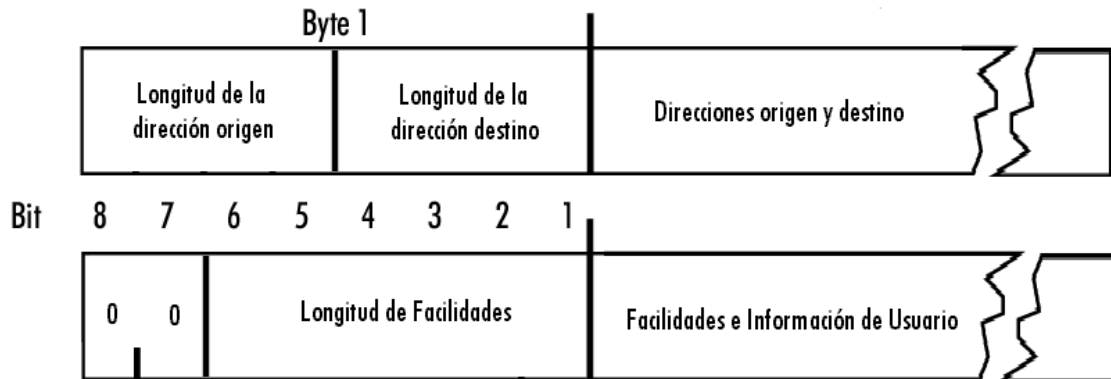 Byte 1
Longitud de la
dirección origen
Longitud de la
dirección destino
Direcciones origen y destino
Bit 8 7 6 5 4 3 2 1
0 0
Longitud de Facilidades
Facilidades e Información de Usuario